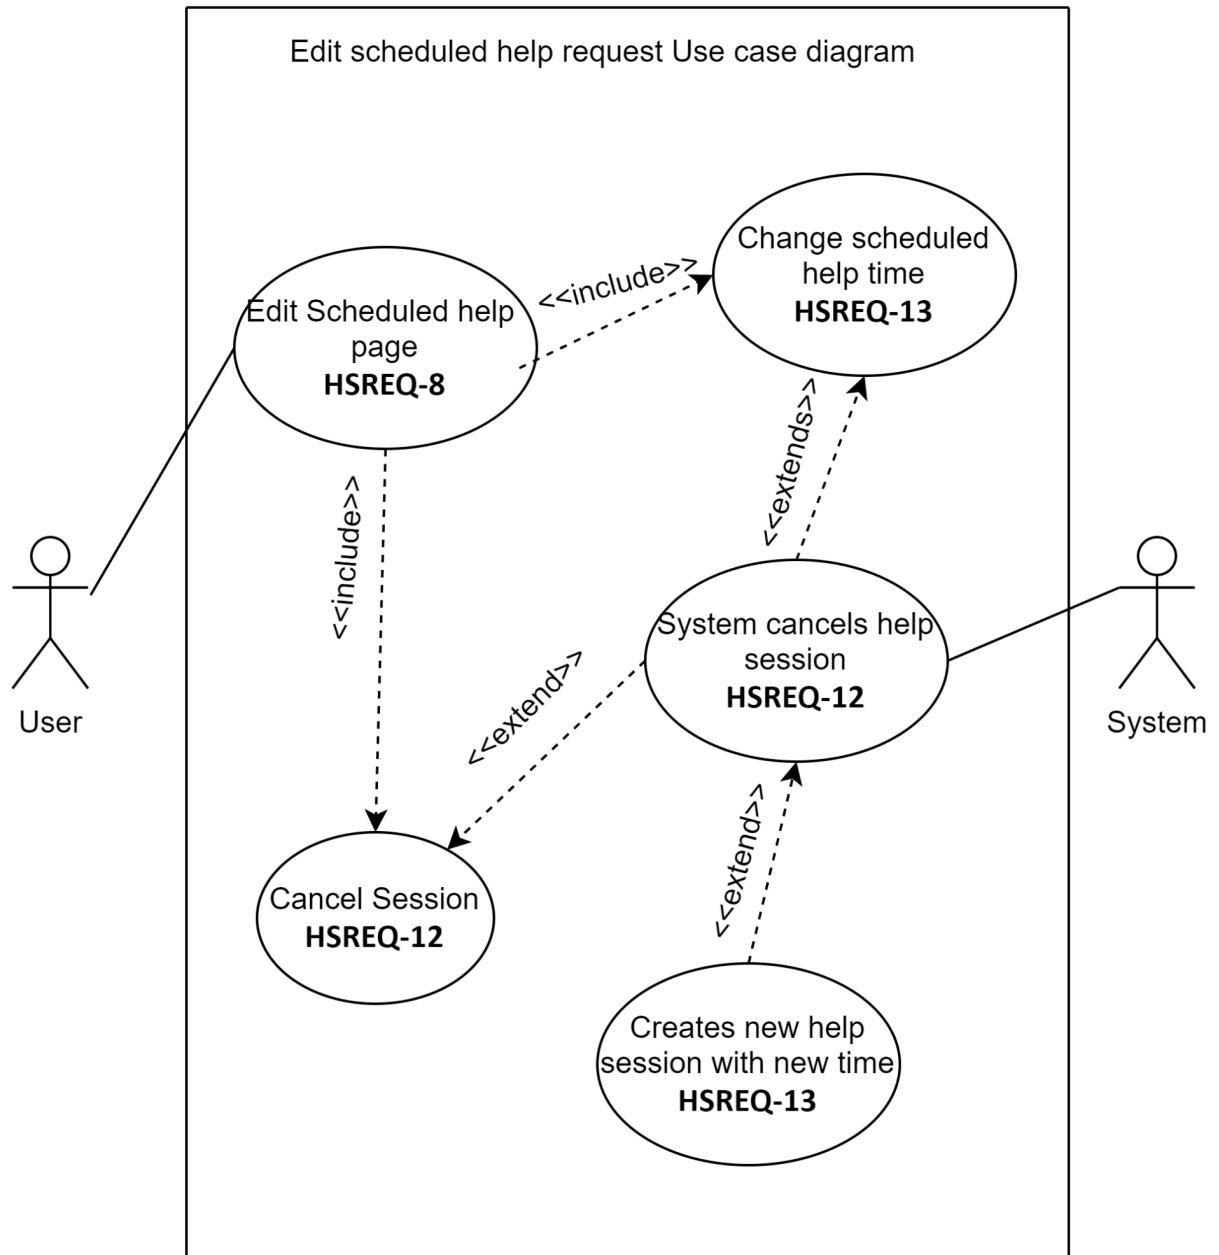 Edit scheduled help request Use case diagram
Change scheduled
help time
HSREQ-13
<<include>>
Edit Scheduled help
page
HSREQ-8
<<extends>>
<<include>>
System cancels help
session
HSREQ-12
<<extend>>
User
System
<<extend>>
Cancel Session
HSREQ-12
Creates new help
session with new time
HSREQ-13